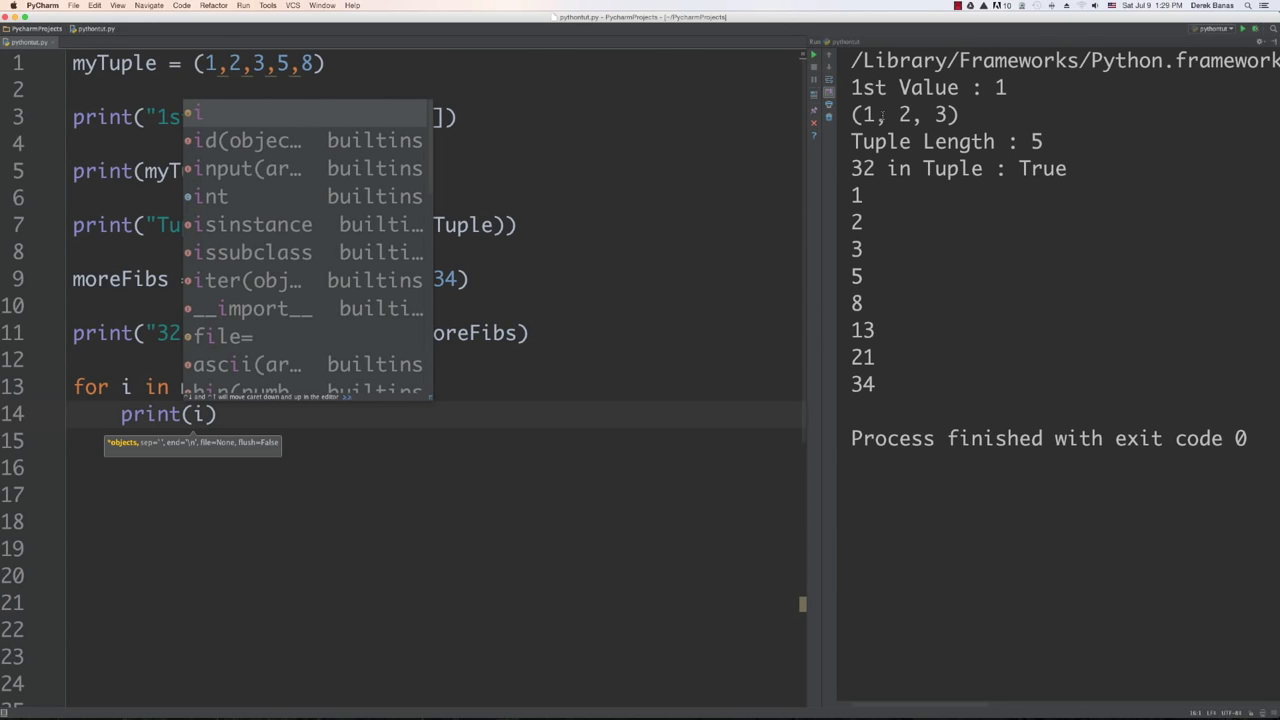 PyCharm File Edit View Navigate Code Refactor Run Tools VCS Window Help
Sat Jul 9 1:29 PM Derek Banas
pythontut.py - PycharmProjects - [~/PycharmProjects]
PycharmProjects pythontut.py
pythontut
pythontut.py
Run pythontut
1 myTuple = (1,2,3,5,8)
2
3 print("1s ])
4
5 print(myT
6
7 print("Tu Tuple))
8
9 moreFibs = 34)
10
11 print("32 oreFibs)
12
13 for i in
14 print(i)
15
16
17
18
19
20
21
22
23
24
i
id(objec… builtins
input(ar… builtins
int builtins
isinstance builti…
issubclass builti…
iter(obj… builtins
__import__ builti…
file=
ascii(ar… builtins
bin(numb… builtins
^↓ and ^↑ will move caret down and up in the editor >>
*objects, sep=' ', end='\n', file=None, flush=False
/Library/Frameworks/Python.framework
1st Value : 1
(1, 2, 3)
Tuple Length : 5
32 in Tuple : True
1
2
3
5
8
13
21
34
Process finished with exit code 0
16:1 LF÷ UTF-8÷